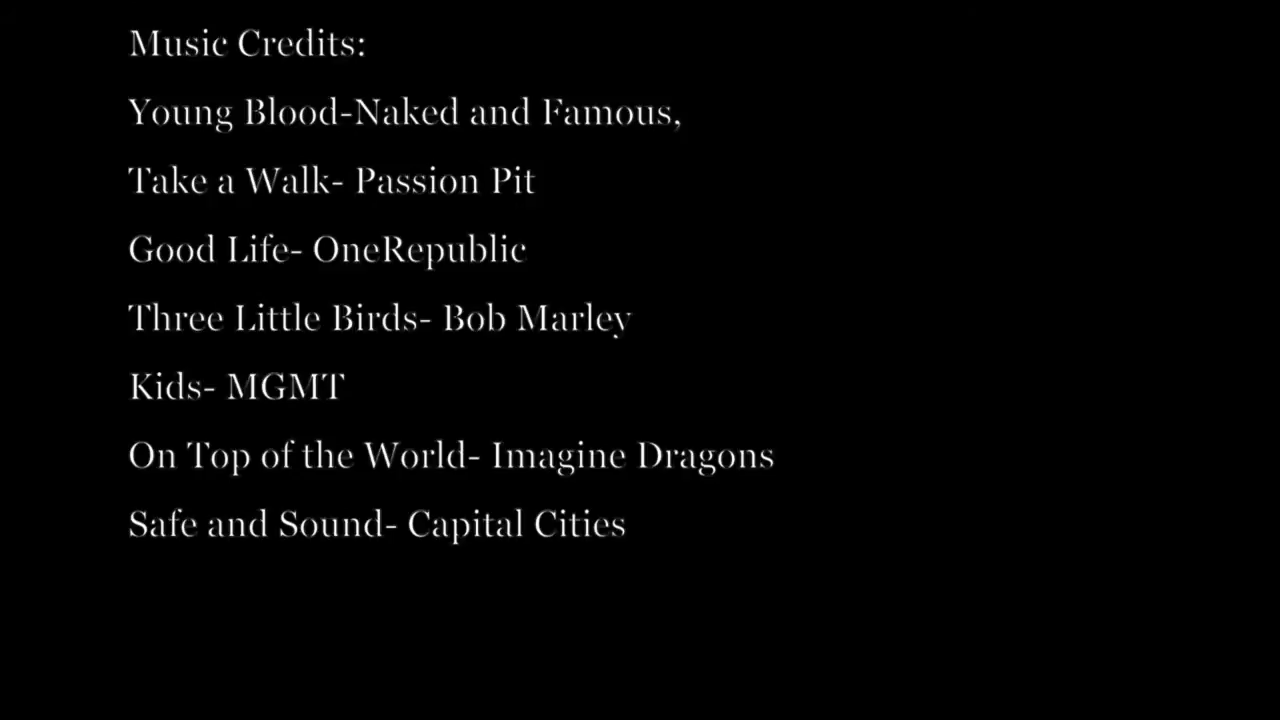 Music Credits:
Young Blood-Naked and Famous,
Take a Walk- Passion Pit
Good Life- OneRepublic
Three Little Birds- Bob Marley
Kids- MGMT
On Top of the World- Imagine Dragons
Safe and Sound- Capital Cities